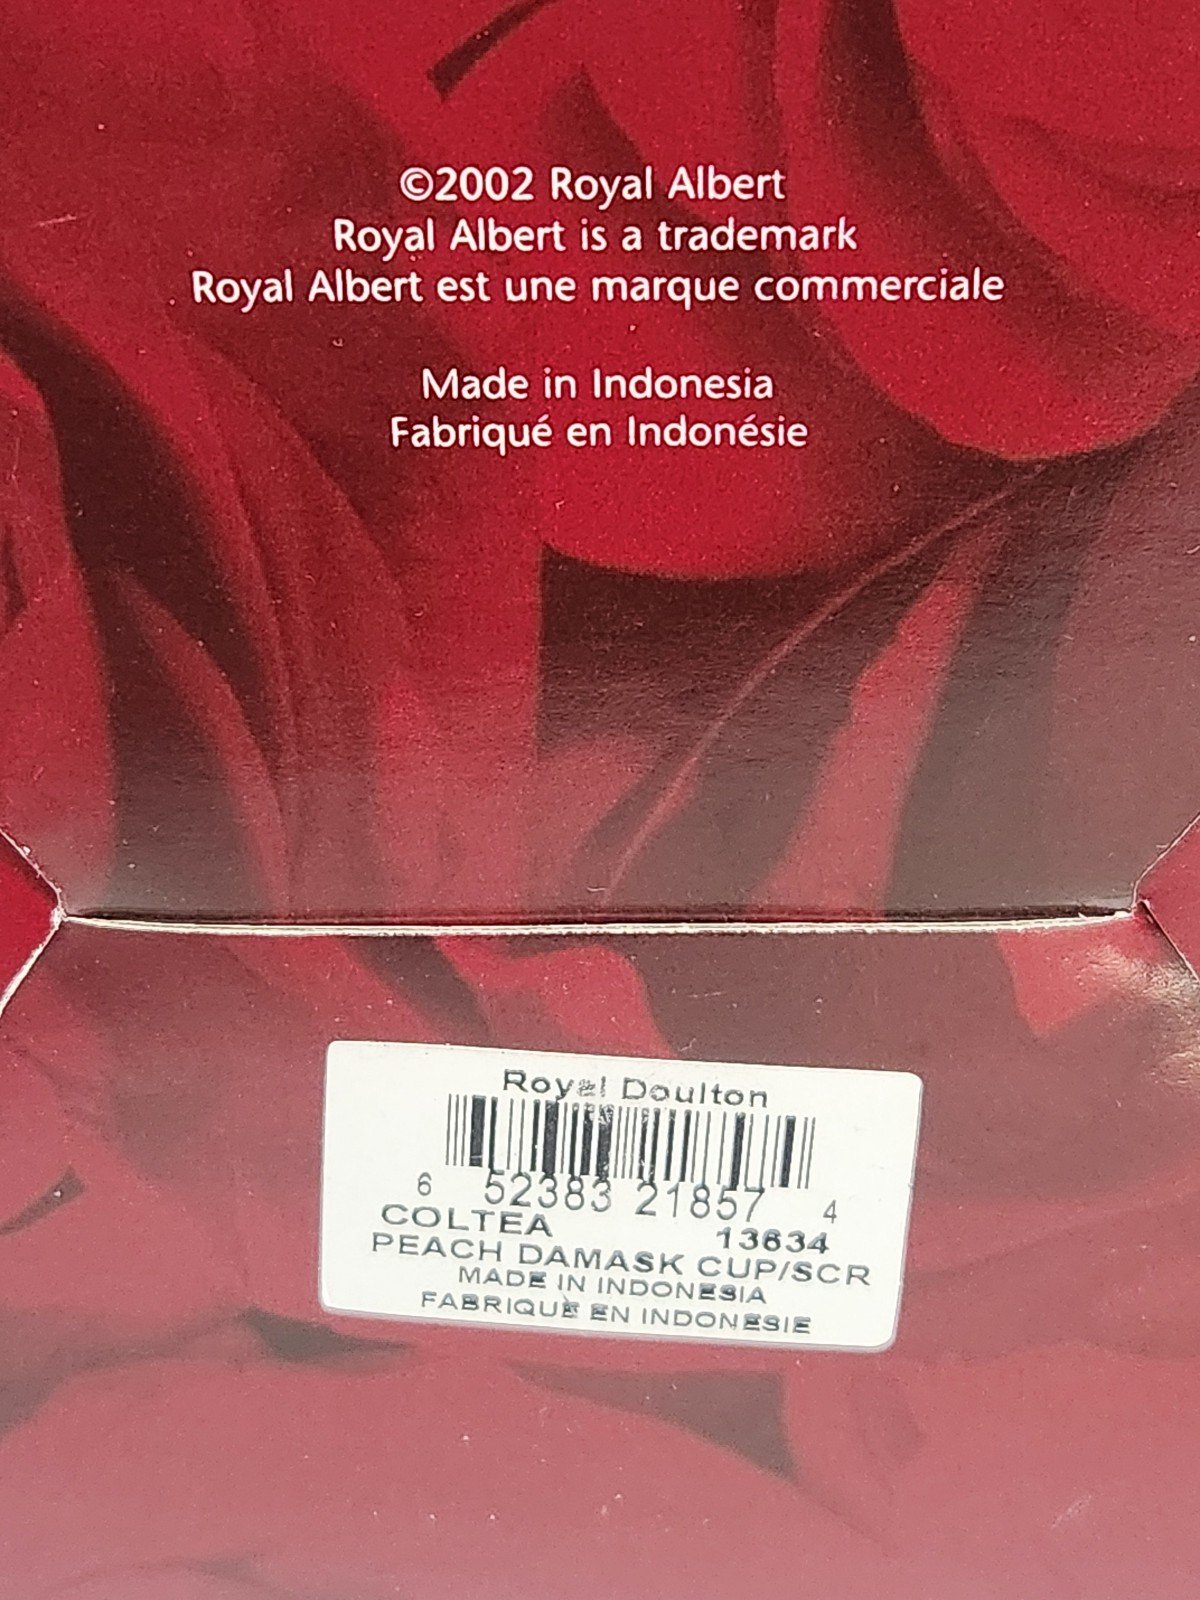 ©2002 Royal Albert
Royal Albert is a trademark
Royal Albert est une marque commerciale
Made in Indonesia
Fabriqué en Indonésie
Royal Doulton
6 52383 21857 4
COLTEA 13634
PEACH DAMASK CUP/SCR
MADE IN INDONESIA
FABRIQUÈ EN INDONESIE